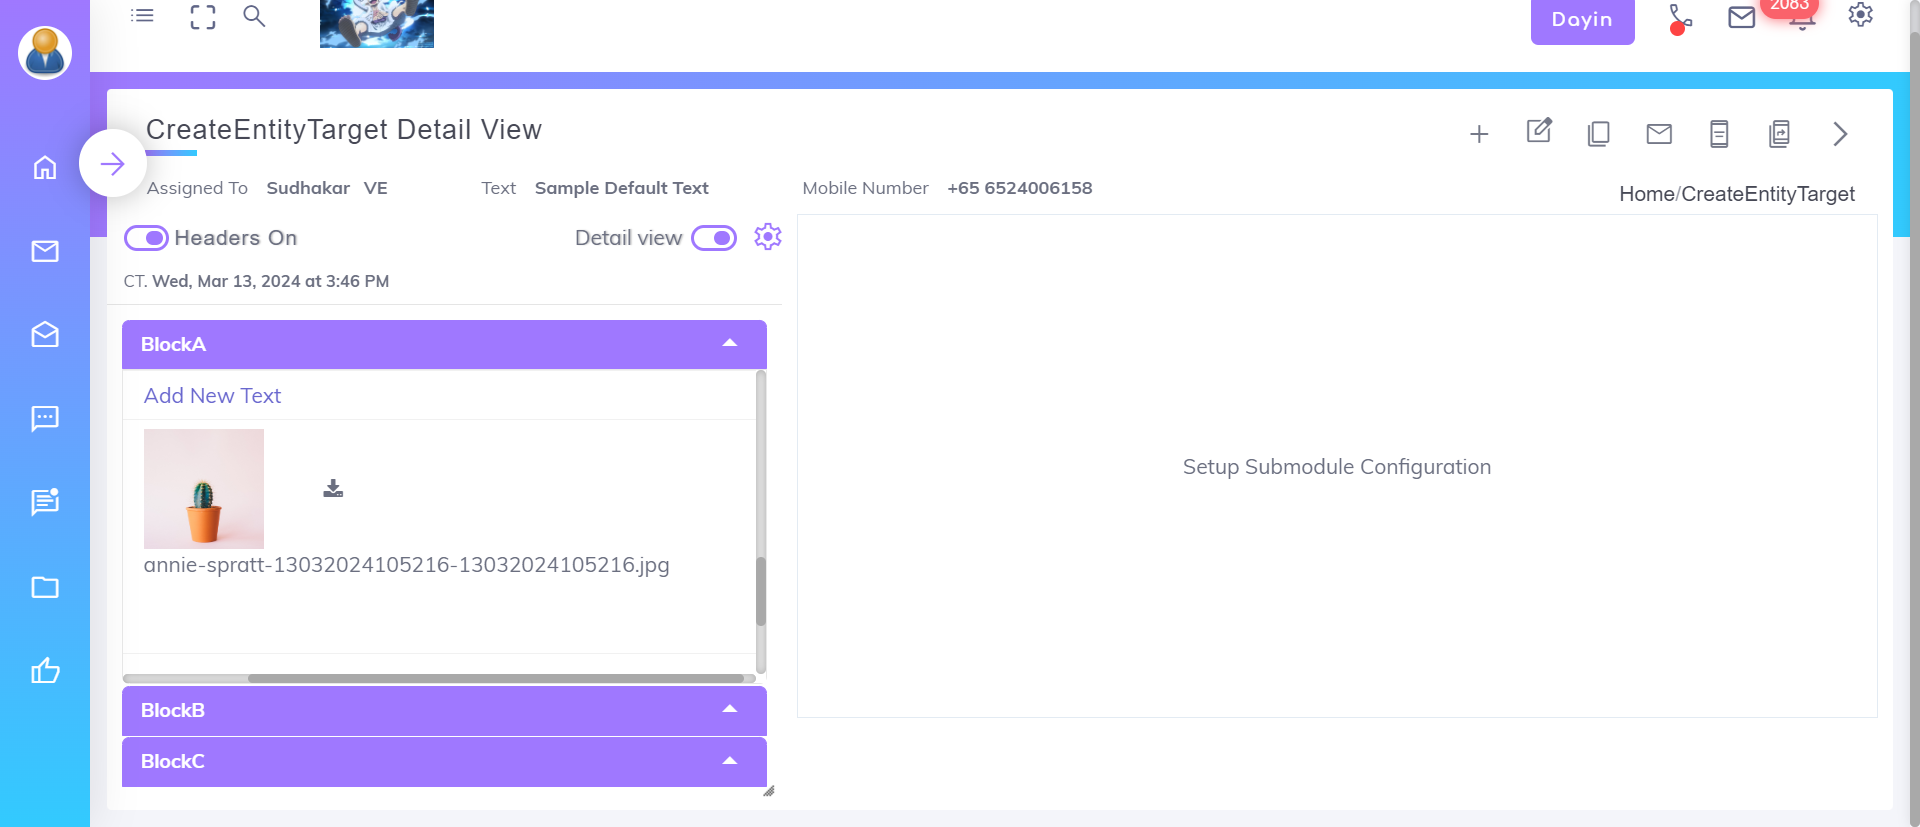 Dayin
2083
CreateEntityTarget Detail View
Assigned To Sudhakar VE Text Sample Default Text Mobile Number +65 6524006158
Home/CreateEntityTarget
Headers On Detail view
CT. Wed, Mar 13, 2024 at 3:46 PM
BlockA
Add New Text
annie-spratt-13032024105216-13032024105216.jpg
Setup Submodule Configuration
BlockB
BlockC